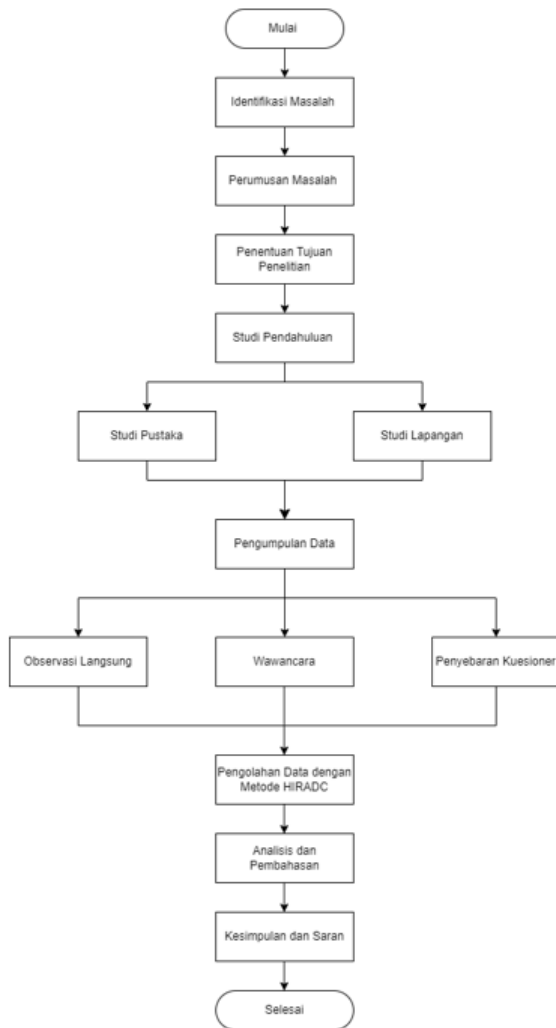 Mulai
Identifikasi Masalah
Perumusan Masalah
Penentuan Tujuan
Penelitian
Studi Pendahuluan
Studi Pustaka
Studi Lapangan
Pengumpulan Data
Observasi Langsung
Wawancara
Penyebaran Kuesioner
Pengolahan Data dengan
Metode HIRADC
Analisis dan
Pembahasan
Kesimpulan dan Saran
Selesai